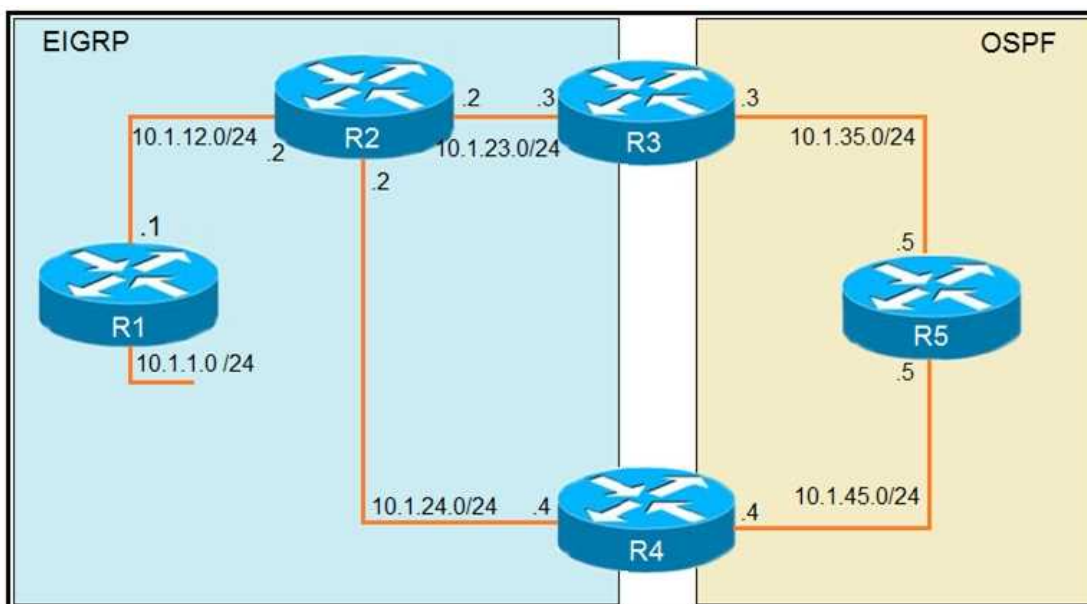 EIGRP
OSPF
.2
.3
.3
10.1.12.0/24
R2
R3
10.1.35.0/24
.2
10.1.23.0/24
.2
.1
.5
R1
R5
10.1.1.0 /24
.5
10.1.24.0/24
.4
10.1.45.0/24
.4
R4